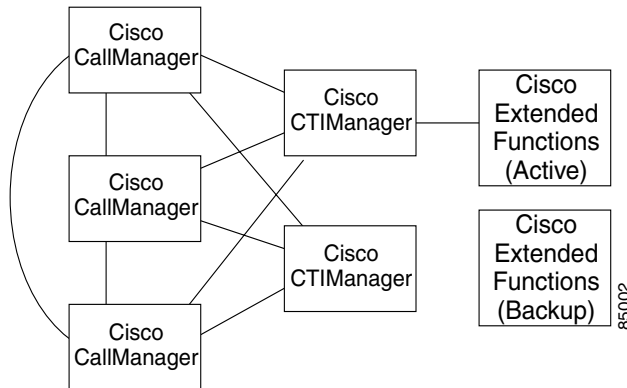 Cisco
CallManager
Cisco
CTIManager
Cisco
Extended
Functions
(Active)
Cisco
CallManager
Cisco
CTIManager
Cisco
Extended
Functions
(Backup)
Cisco
CallManager
85002